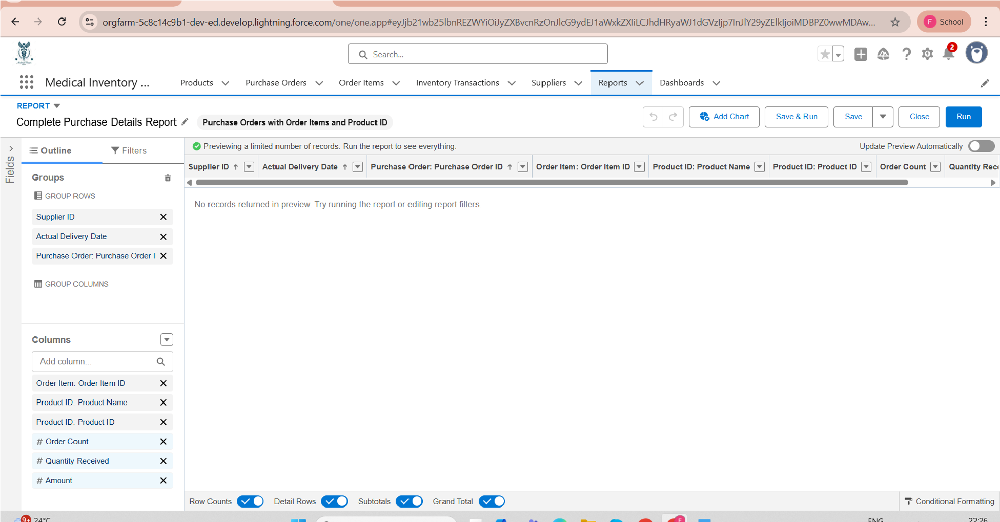 orgfarm-5c8c14c9b1-dev-ed.develop.lightning.force.com/one/one.app#eyJjb21wb25lbnREZWYiOiJyZXBvcnRzOnJlcG9ydEJ1aWxkZXIiLCJhdHRyaWJ1dGVzIjp7InJlY29yZElkIjoiMDBPZ0wwMDAw...
F School
Search...
2
Medical Inventory ...
Products
Purchase Orders
Order Items
Inventory Transactions
Suppliers
Reports
Dashboards
REPORT
Complete Purchase Details Report
Purchase Orders with Order Items and Product ID
Add Chart
Save & Run
Save
Close
Run
Fields
Outline
Filters
Previewing a limited number of records. Run the report to see everything.
Update Preview Automatically
Groups
GROUP ROWS
Supplier ID
Actual Delivery Date
Purchase Order: Purchase Order I
GROUP COLUMNS
Columns
Add column...
Order Item: Order Item ID
Product ID: Product Name
Product ID: Product ID
# Order Count
# Quantity Received
# Amount
Supplier ID
Actual Delivery Date
Purchase Order: Purchase Order ID
Order Item: Order Item ID
Product ID: Product Name
Product ID: Product ID
Order Count
Quantity Rec
No records returned in preview. Try running the report or editing report filters.
Row Counts
Detail Rows
Subtotals
Grand Total
Conditional Formatting
9+
24°C
F
ENG
22:26